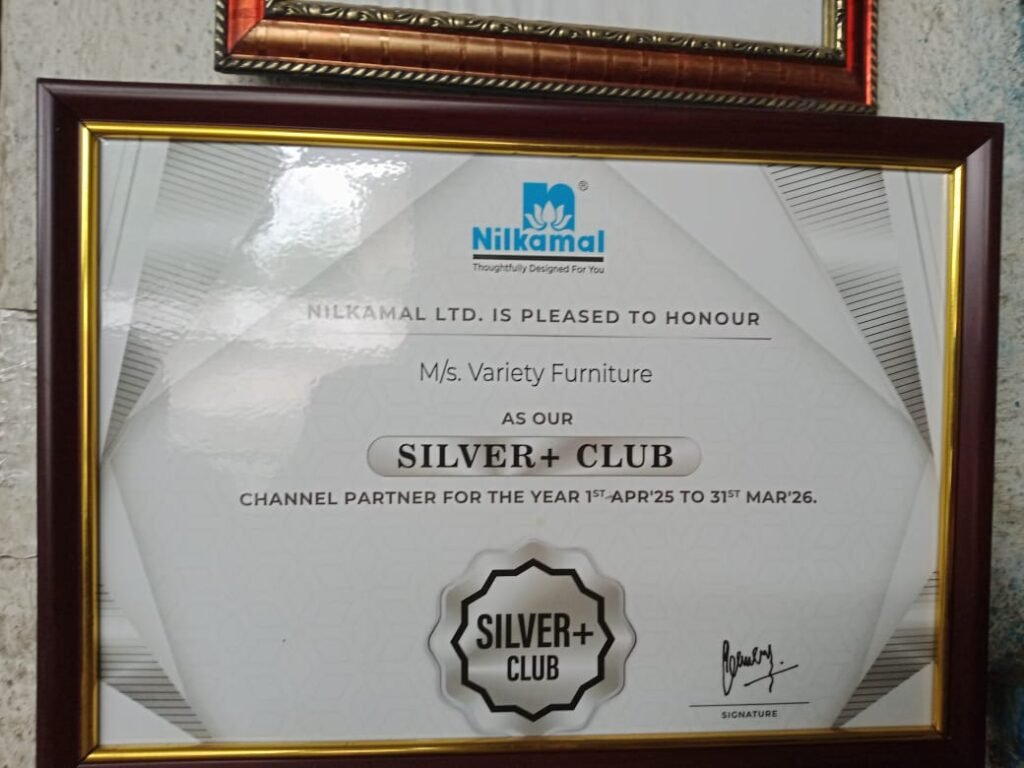 ®
Nilkamal
Thoughtfully Designed For You
NILKAMAL LTD. IS PLEASED TO HONOUR
M/s. Variety Furniture
AS OUR
SILVER+ CLUB
CHANNEL PARTNER FOR THE YEAR 1ST APR'25 TO 31ST MAR'26.
SILVER+
CLUB
SIGNATURE